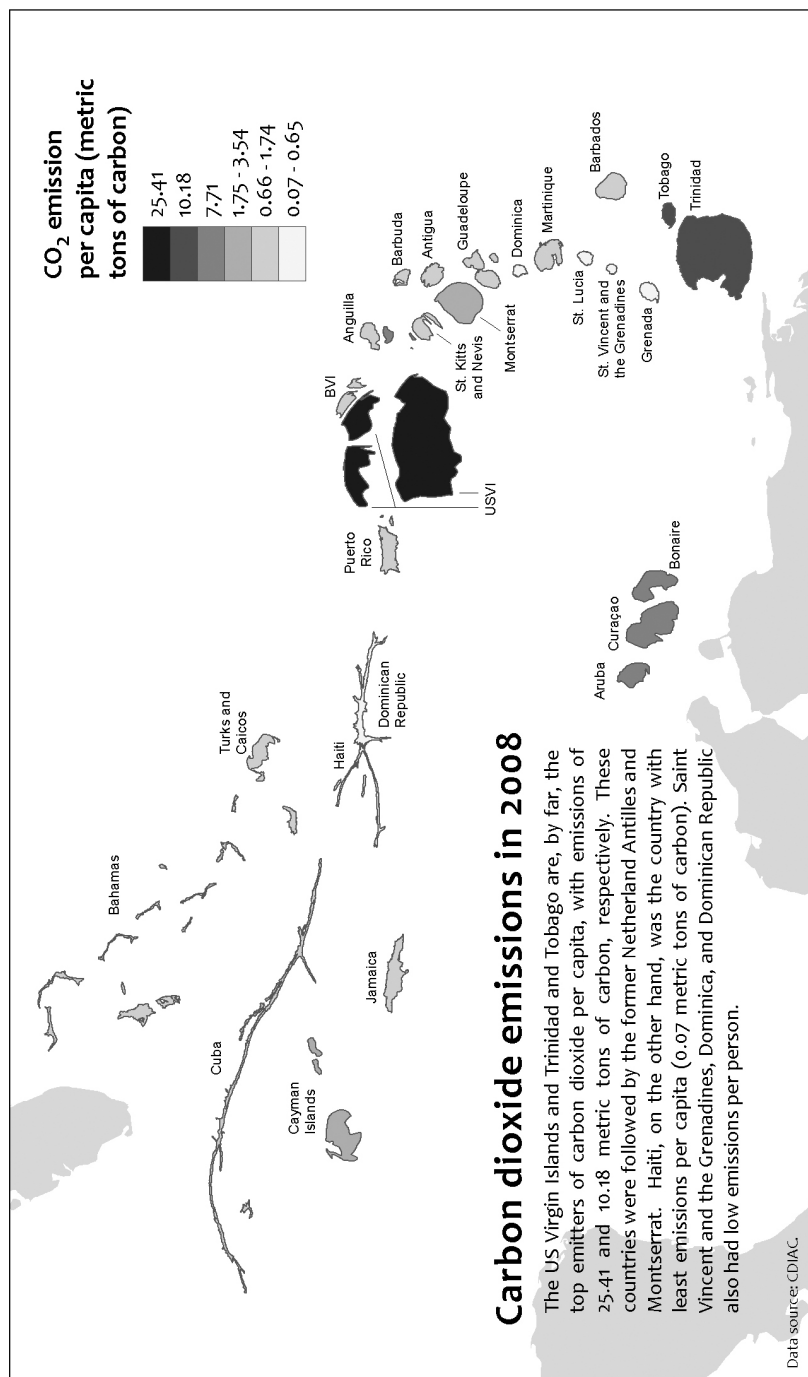 CO₂ emission
per capita (metric
tons of carbon)
25.41
10.18
7.71
1.75 - 3.54
0.66 - 1.74
0.07 - 0.65
Bahamas
Turks and
Caicos
Cuba
Cayman
Islands
Jamaica
Haiti
Dominican
Republic
Puerto
Rico
BVI
USVI
Anguilla
Barbuda
Antigua
St. Kitts
and Nevis
Guadeloupe
Montserrat
Dominica
Martinique
St. Lucia
Barbados
St. Vincent and
the Grenadines
Grenada
Tobago
Trinidad
Aruba
Curaçao
Bonaire
Carbon dioxide emissions in 2008
The US Virgin Islands and Trinidad and Tobago are, by far, the
top emitters of carbon dioxide per capita, with emissions of
25.41 and 10.18 metric tons of carbon, respectively. These
countries were followed by the former Netherland Antilles and
Montserrat. Haiti, on the other hand, was the country with
least emissions per capita (0.07 metric tons of carbon). Saint
Vincent and the Grenadines, Dominica, and Dominican Republic
also had low emissions per person.
Data source: CDIAC.